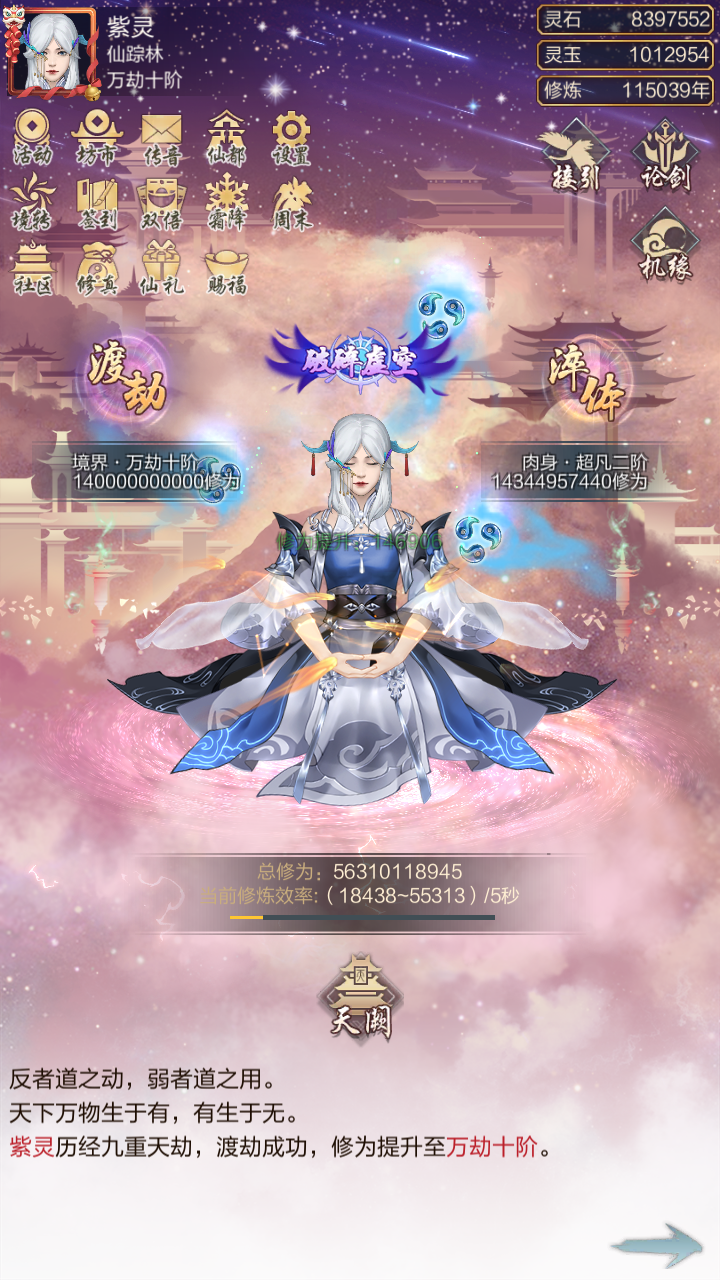 紫灵
仙踪林
万劫十阶
灵石 8397552
灵玉 1012954
修炼 115039年
活动 坊市 传音 仙都 设置
境转 签到 双倍 霜降 周末
社区 修真 仙礼 赐福
接引 论剑
机缘
渡劫
破碎虚空
淬体
境界·万劫十阶
140000000000修为
肉身·超凡二阶
14344957440修为
总修为：56310118945
当前修炼效率:（18438~55313）/5秒
天阙
反者道之动，弱者道之用。
天下万物生于有，有生于无。
紫灵历经九重天劫，渡劫成功，修为提升至万劫十阶。